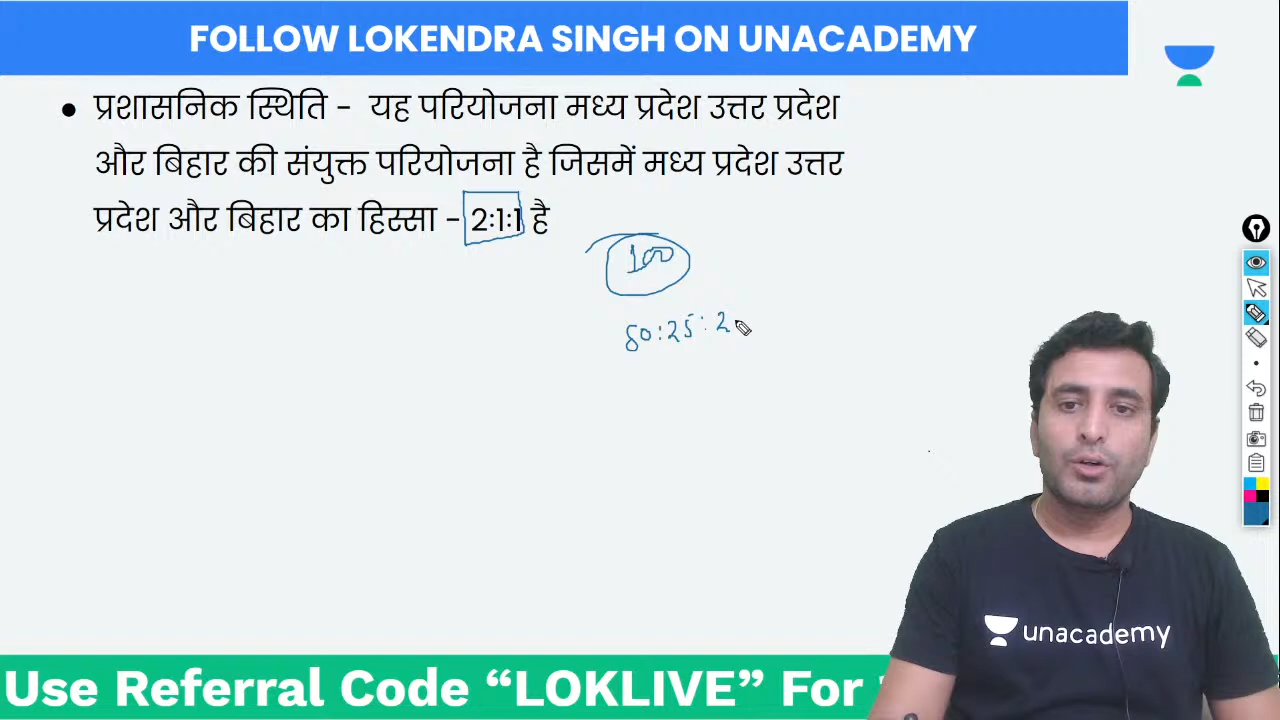 FOLLOW LOKENDRA SINGH ON UNACADEMY
● प्रशासनिक स्थिति - यह परियोजना मध्य प्रदेश उत्तर प्रदेश
और बिहार की संयुक्त परियोजना है जिसमें मध्य प्रदेश उत्तर
प्रदेश और बिहार का हिस्सा - 2:1:1 है
100
50:25:2
unacademy
Use Referral Code “LOKLIVE” For